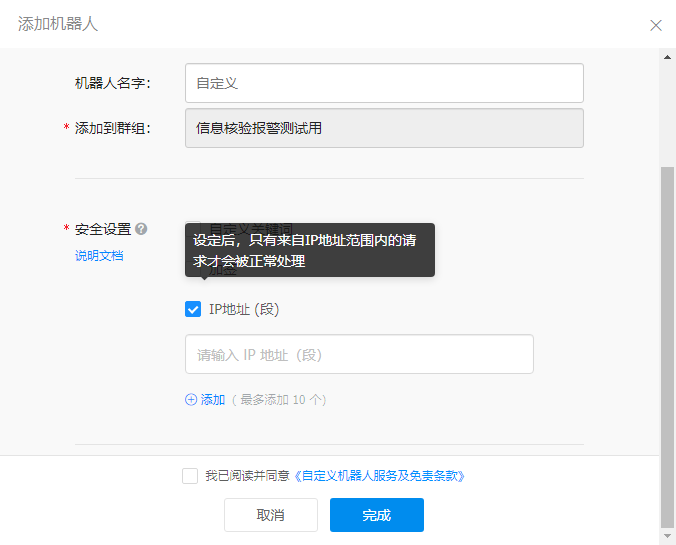 添加机器人
机器人名字：
自定义
* 添加到群组：
信息核验报警测试用
* 安全设置
自定义关键词
说明文档
设定后，只有来自IP地址范围内的请
求才会被正常处理
加签
IP地址 (段)
请输入 IP 地址（段）
添加（ 最多添加 10 个）
我已阅读并同意《自定义机器人服务及免责条款》
取消
完成